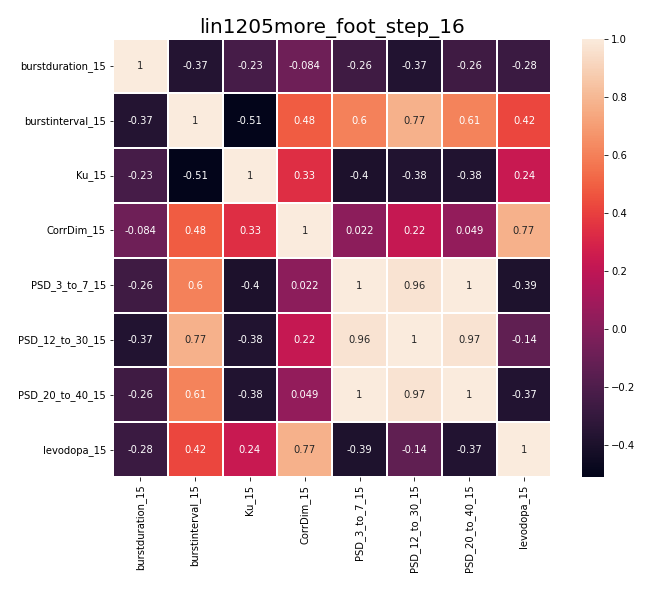 lin1205more_foot_step_16
burstduration_15 1 -0.37 -0.23 -0.084 -0.26 -0.37 -0.26 -0.28
burstinterval_15 -0.37 1 -0.51 0.48 0.6 0.77 0.61 0.42
Ku_15 -0.23 -0.51 1 0.33 -0.4 -0.38 -0.38 0.24
CorrDim_15 -0.084 0.48 0.33 1 0.022 0.22 0.049 0.77
PSD_3_to_7_15 -0.26 0.6 -0.4 0.022 1 0.96 1 -0.39
PSD_12_to_30_15 -0.37 0.77 -0.38 0.22 0.96 1 0.97 -0.14
PSD_20_to_40_15 -0.26 0.61 -0.38 0.049 1 0.97 1 -0.37
levodopa_15 -0.28 0.42 0.24 0.77 -0.39 -0.14 -0.37 1
burstduration_15
burstinterval_15
Ku_15
CorrDim_15
PSD_3_to_7_15
PSD_12_to_30_15
PSD_20_to_40_15
levodopa_15
1.0
0.8
0.6
0.4
0.2
0.0
−0.2
−0.4